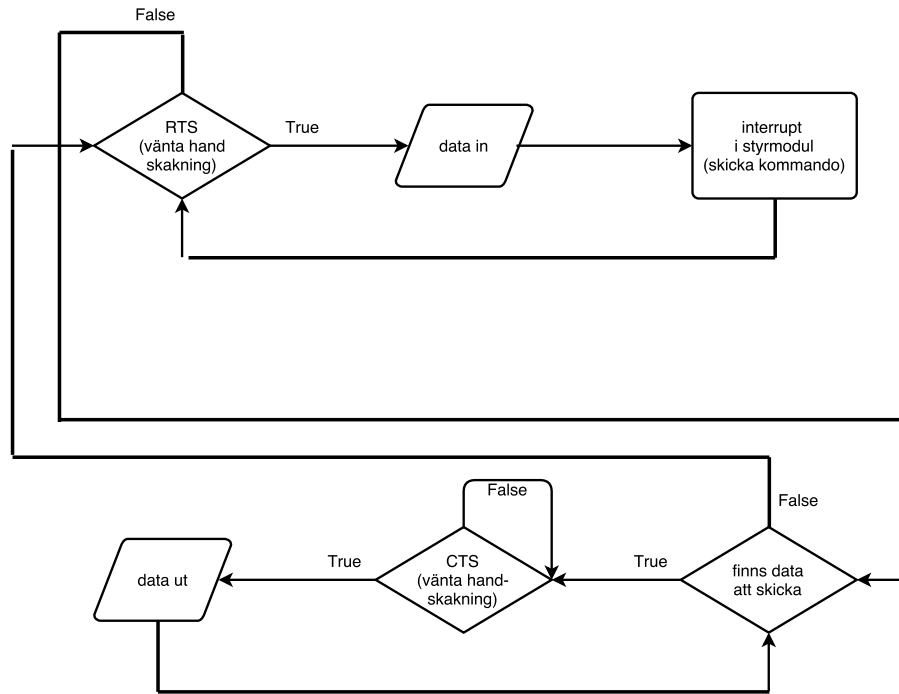 False
RTS
(vänta hand
skakning)
True
data in
interrupt
i styrmodul
(skicka kommando)
False
False
True
CTS
(vänta hand-
skakning)
True
finns data
att skicka
data ut